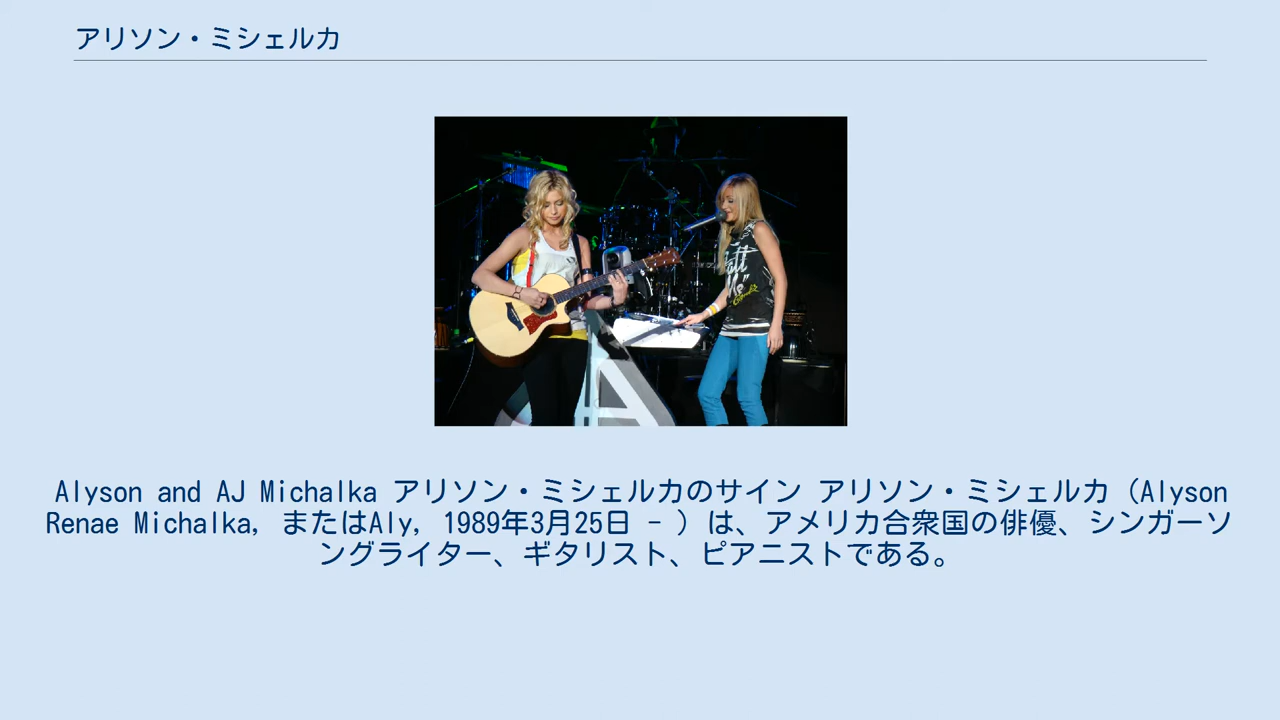 アリソン・ミシェルカ
Alyson and AJ Michalka アリソン・ミシェルカのサイン アリソン・ミシェルカ（Alyson
Renae Michalka, またはAly, 1989年3月25日 - ）は、アメリカ合衆国の俳優、シンガーソ
ングライター、ギタリスト、ピアニストである。